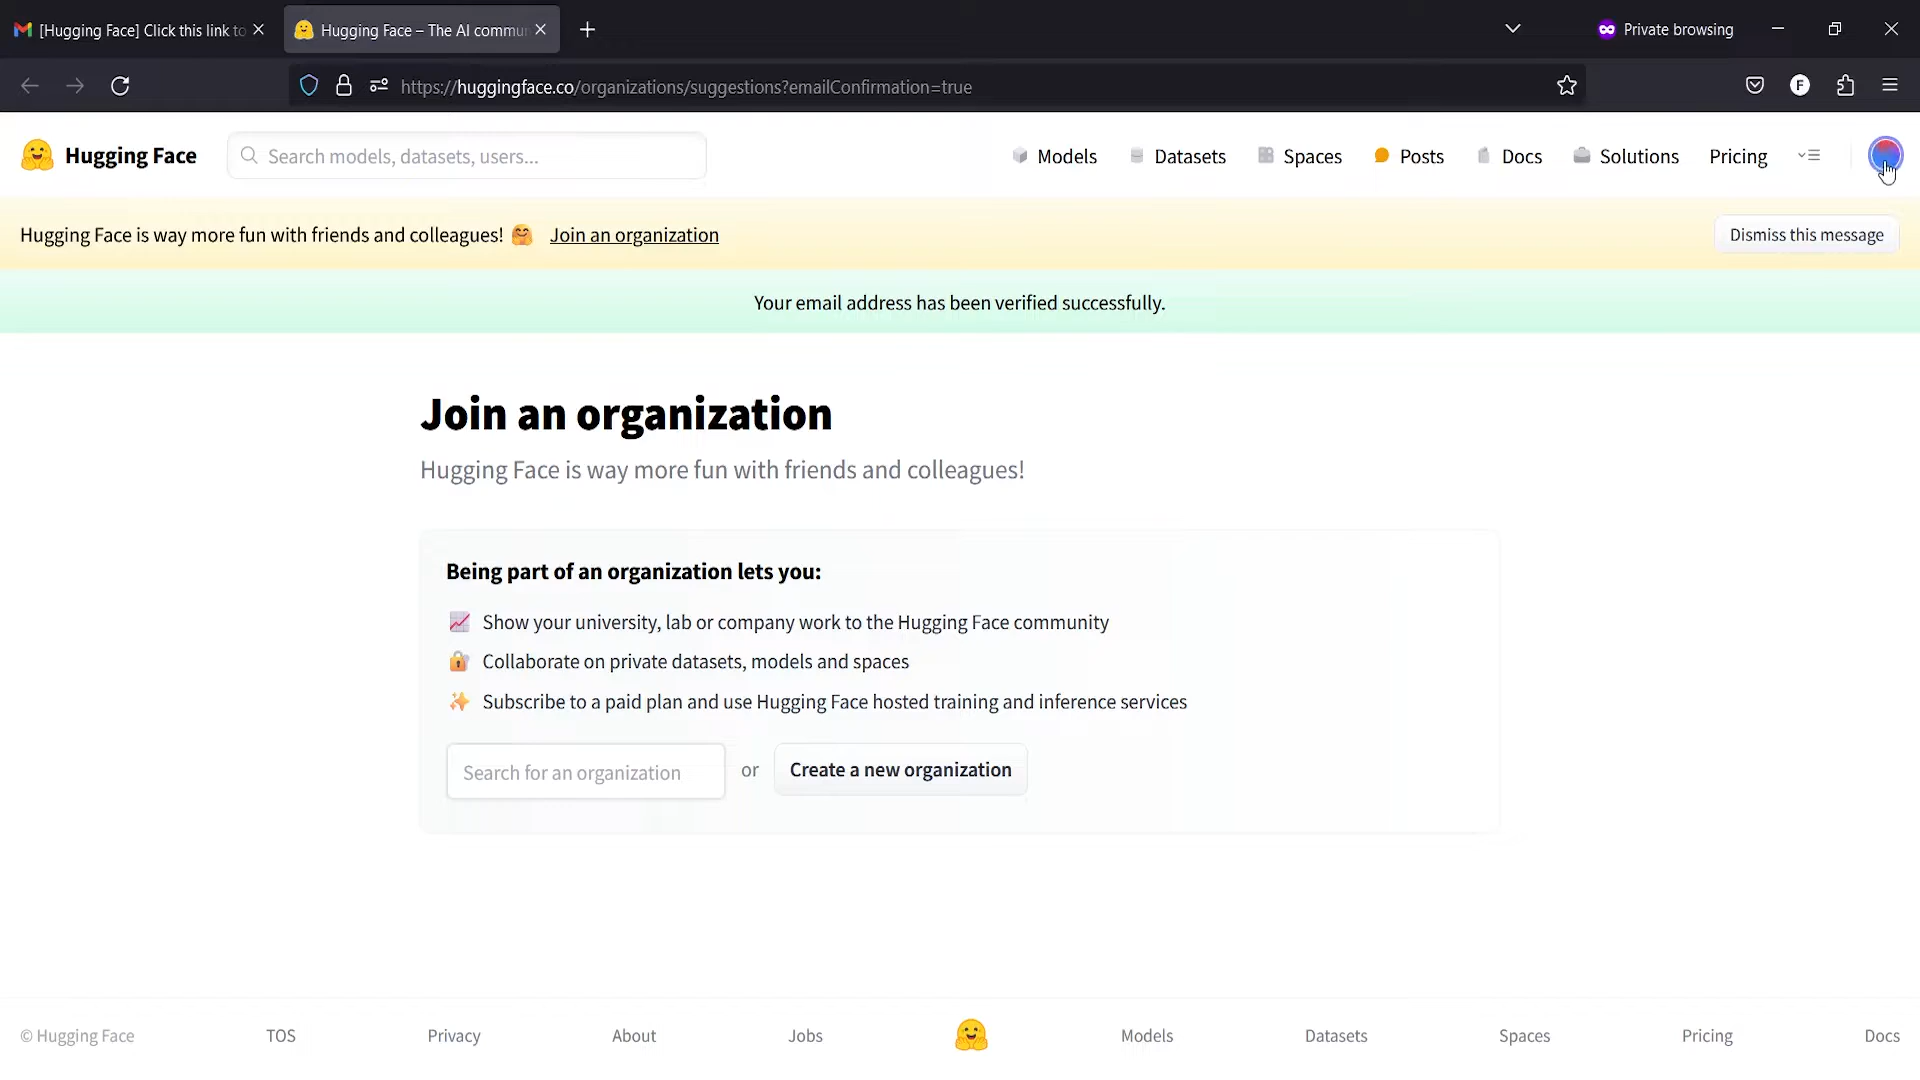 [Hugging Face] Click this link to
Hugging Face – The AI commu
Private browsing
https://huggingface.co/organizations/suggestions?emailConfirmation=true
F
Hugging Face
Search models, datasets, users...
Models
Datasets
Spaces
Posts
Docs
Solutions
Pricing
Hugging Face is way more fun with friends and colleagues! 🤗 Join an organization
Dismiss this message
Your email address has been verified successfully.
Join an organization
Hugging Face is way more fun with friends and colleagues!
Being part of an organization lets you:
Show your university, lab or company work to the Hugging Face community
Collaborate on private datasets, models and spaces
Subscribe to a paid plan and use Hugging Face hosted training and inference services
Search for an organization
or
Create a new organization
© Hugging Face
TOS
Privacy
About
Jobs
Models
Datasets
Spaces
Pricing
Docs